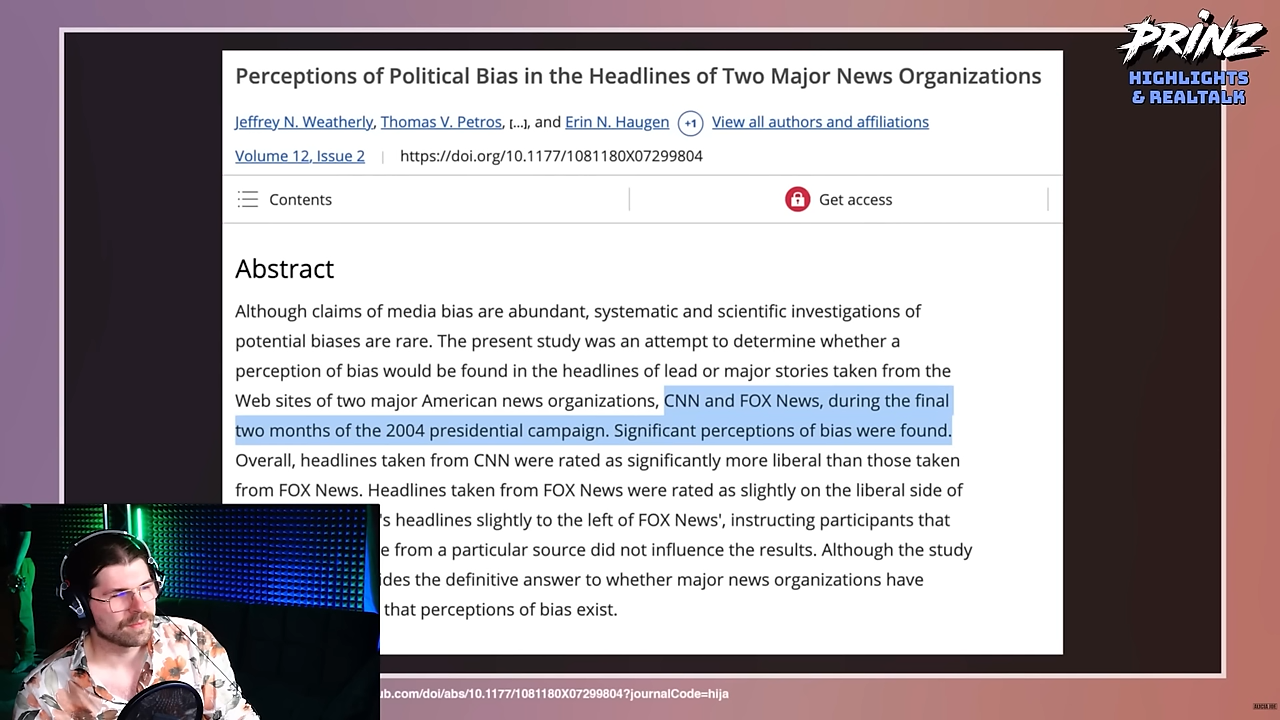 PRINZ
HIGHLIGHTS
& REALTALK
Perceptions of Political Bias in the Headlines of Two Major News Organizations
Jeffrey N. Weatherly, Thomas V. Petros, [...], and Erin N. Haugen +1 View all authors and affiliations
Volume 12, Issue 2 | https://doi.org/10.1177/1081180X07299804
Contents
Get access
Abstract
Although claims of media bias are abundant, systematic and scientific investigations of
potential biases are rare. The present study was an attempt to determine whether a
perception of bias would be found in the headlines of lead or major stories taken from the
Web sites of two major American news organizations, CNN and FOX News, during the final
two months of the 2004 presidential campaign. Significant perceptions of bias were found.
Overall, headlines taken from CNN were rated as significantly more liberal than those taken
from FOX News. Headlines taken from FOX News were rated as slightly on the liberal side of
's headlines slightly to the left of FOX News', instructing participants that
e from a particular source did not influence the results. Although the study
ides the definitive answer to whether major news organizations have
that perceptions of bias exist.
ub.com/doi/abs/10.1177/1081180X07299804?journalCode=hija
ALICIA JOE